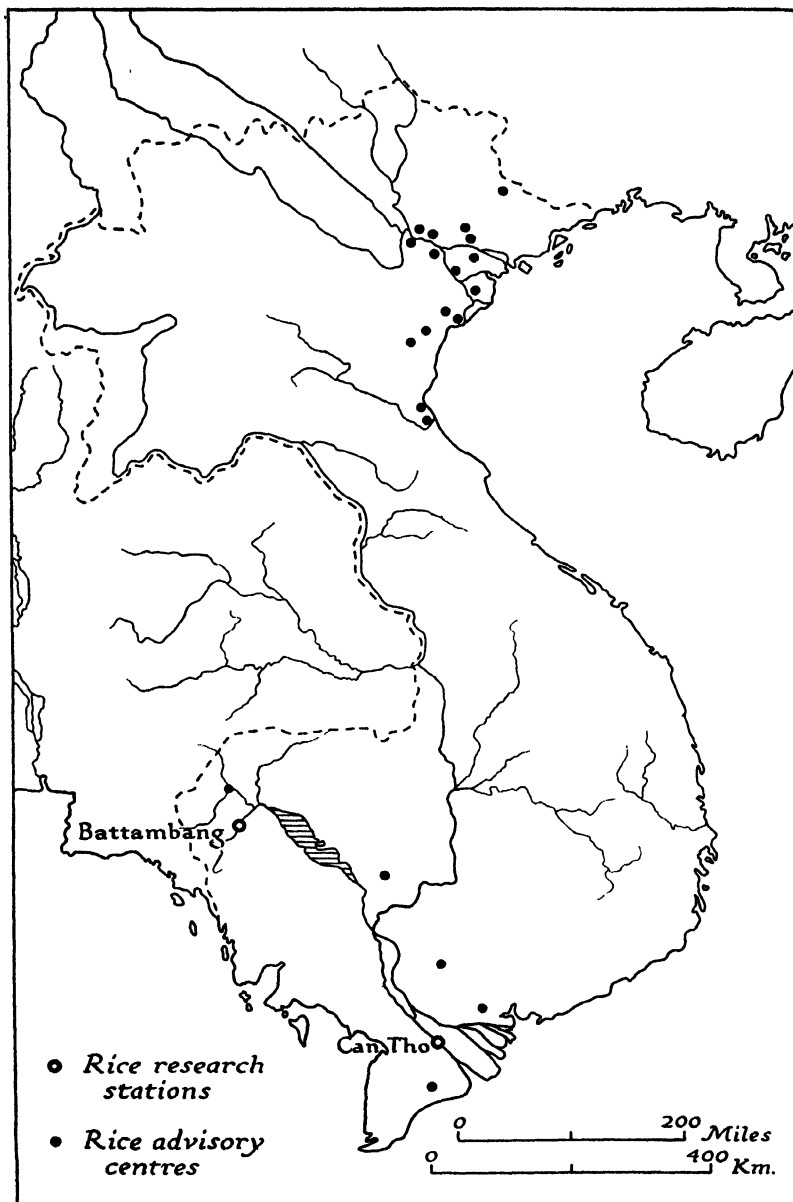 Battambang
Can Tho
Rice research
stations
Rice advisory
centres
0 200 Miles
0 400 Km.